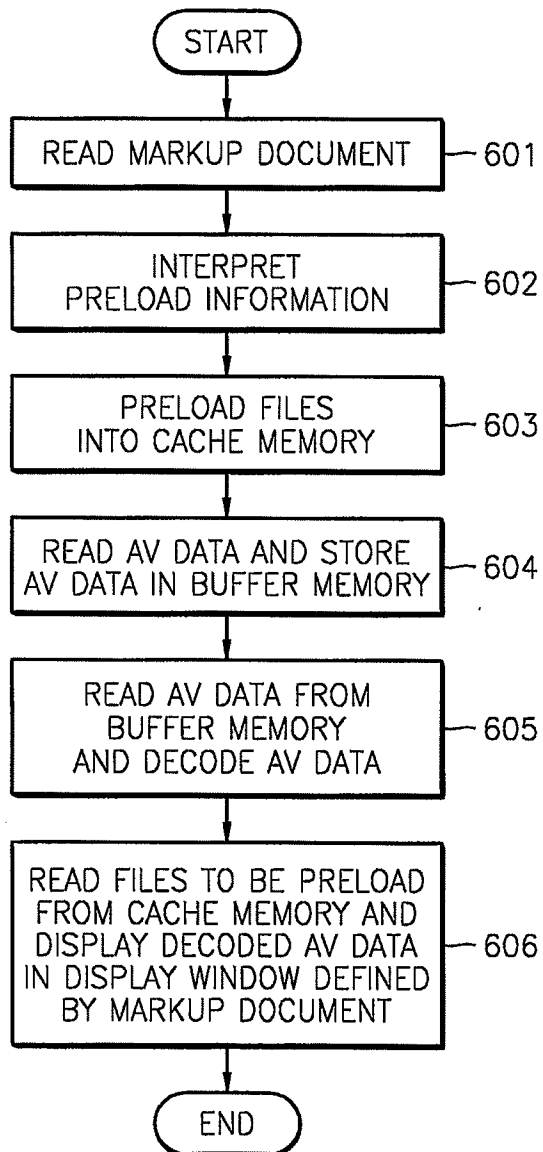 START
READ MARKUP DOCUMENT
601
INTERPRET
PRELOAD INFORMATION
602
PRELOAD FILES
INTO CACHE MEMORY
603
READ AV DATA AND STORE
AV DATA IN BUFFER MEMORY
604
READ AV DATA FROM
BUFFER MEMORY
AND DECODE AV DATA
605
READ FILES TO BE PRELOAD
FROM CACHE MEMORY AND
DISPLAY DECODED AV DATA
IN DISPLAY WINDOW DEFINED
BY MARKUP DOCUMENT
606
END